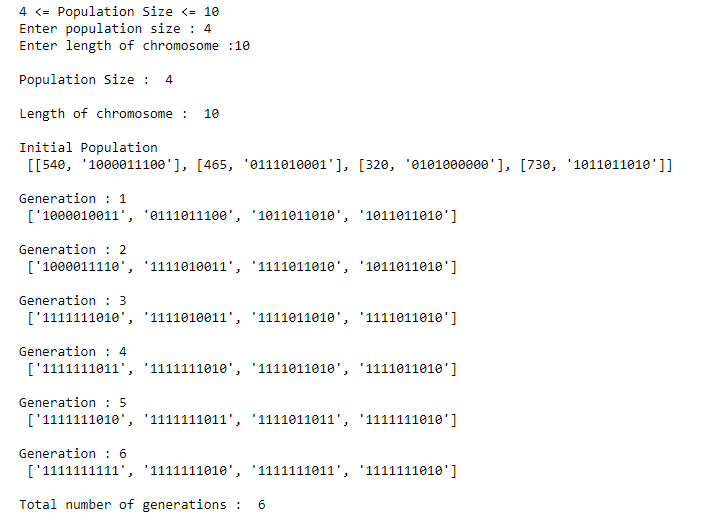 4 <= Population Size <= 10
Enter population size : 4
Enter length of chromosome :10
Population Size :  4
Length of chromosome :  10
Initial Population
[[540, '1000011100'], [465, '0111010001'], [320, '0101000000'], [730, '1011011010']]
Generation : 1
['1000010011', '0111011100', '1011011010', '1011011010']
Generation : 2
['1000011110', '1111010011', '1111011010', '1011011010']
Generation : 3
['1111111010', '1111010011', '1111011010', '1111011010']
Generation : 4
['1111111011', '1111111010', '1111011010', '1111011010']
Generation : 5
['1111111010', '1111111011', '1111011011', '1111111010']
Generation : 6
['1111111111', '1111111010', '1111111011', '1111111010']
Total number of generations :  6